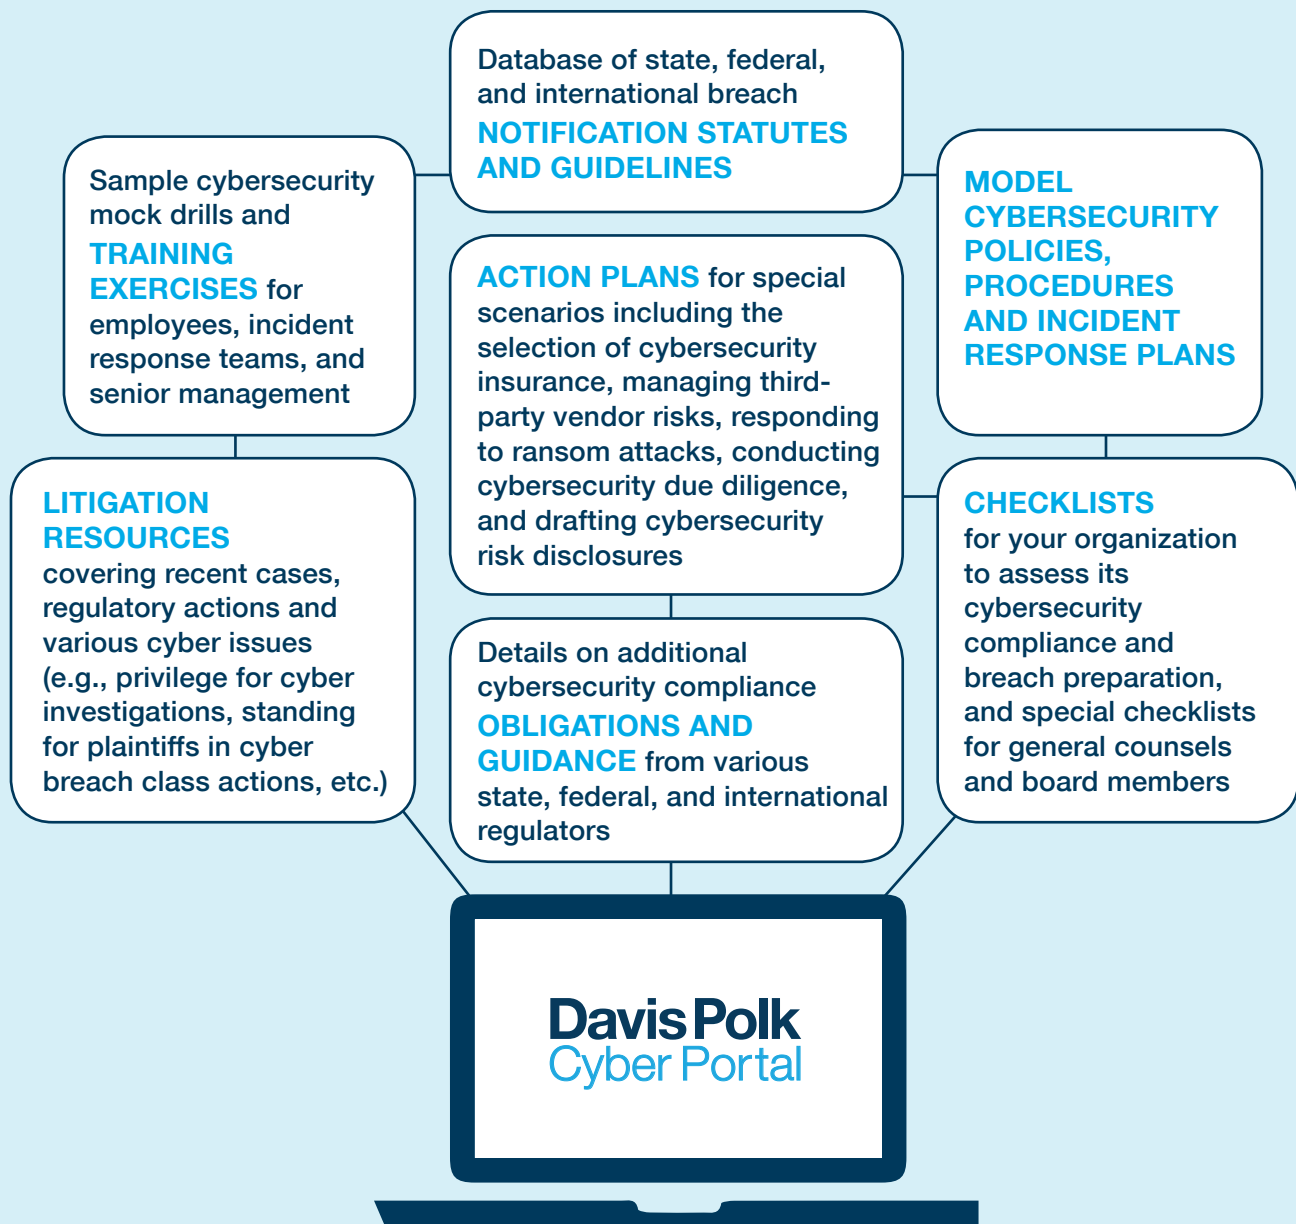 Database of state, federal,
and international breach
NOTIFICATION STATUTES
AND GUIDELINES
Sample cybersecurity
mock drills and
TRAINING
EXERCISES for
employees, incident
response teams, and
senior management
ACTION PLANS for special
scenarios including the
selection of cybersecurity
insurance, managing third-
party vendor risks, responding
to ransom attacks, conducting
cybersecurity due diligence,
and drafting cybersecurity
risk disclosures
MODEL
CYBERSECURITY
POLICIES,
PROCEDURES
AND INCIDENT
RESPONSE PLANS
LITIGATION
RESOURCES
covering recent cases,
regulatory actions and
various cyber issues
(e.g., privilege for cyber
investigations, standing
for plaintiffs in cyber
breach class actions, etc.)
Details on additional
cybersecurity compliance
OBLIGATIONS AND
GUIDANCE from various
state, federal, and international
regulators
CHECKLISTS
for your organization
to assess its
cybersecurity
compliance and
breach preparation,
and special checklists
for general counsels
and board members
Davis Polk
Cyber Portal